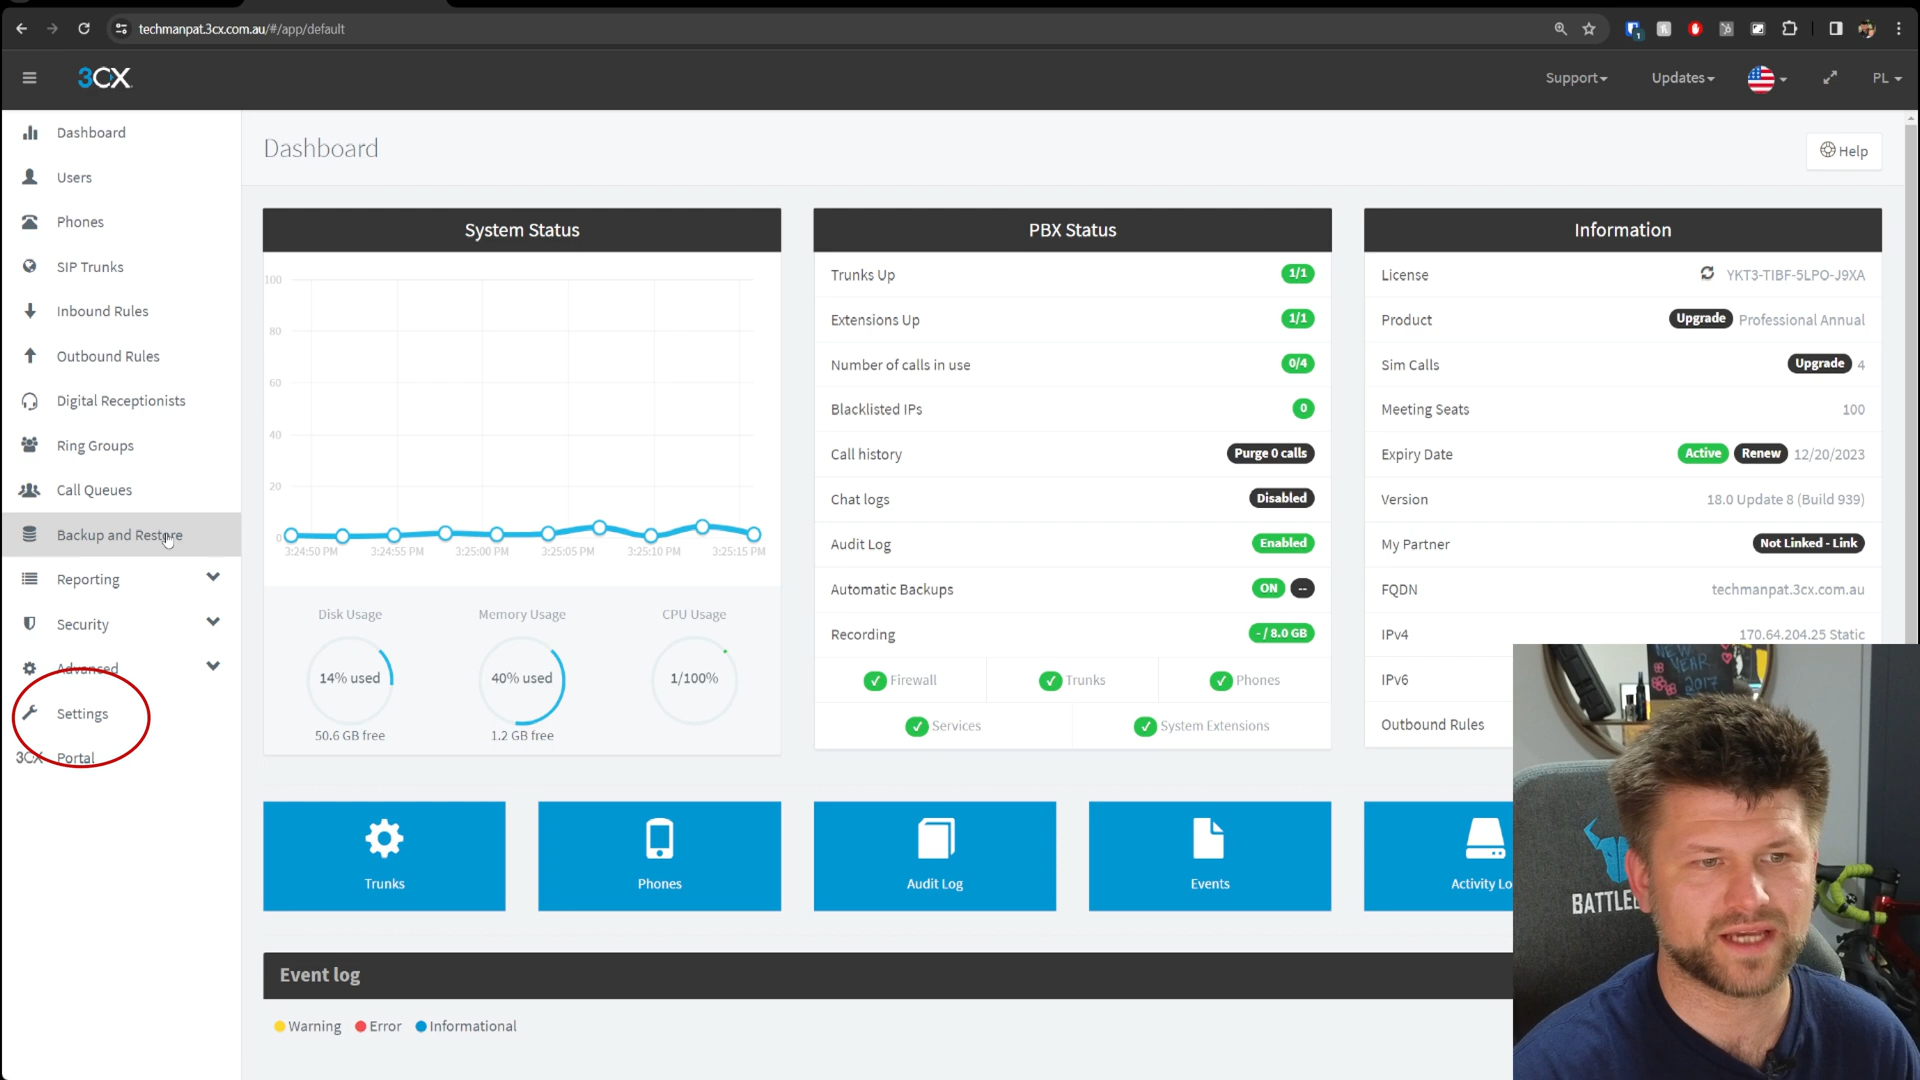 techmanpat.3cx.com.au/#/app/default
1
3CX
Support
Updates
PL
Dashboard
Users
Phones
SIP Trunks
Inbound Rules
Outbound Rules
Digital Receptionists
Ring Groups
Call Queues
Backup and Restore
Reporting
Security
Advanced
Settings
3CX Portal
Dashboard
Help
System Status
100
80
60
40
20
0
3:24:50 PM 3:24:55 PM 3:25:00 PM 3:25:05 PM 3:25:10 PM 3:25:15 PM
Disk Usage Memory Usage CPU Usage
14% used 40% used 1/100%
50.6 GB free 1.2 GB free
PBX Status
Trunks Up 1/1
Extensions Up 1/1
Number of calls in use 0/4
Blacklisted IPs 0
Call history Purge 0 calls
Chat logs Disabled
Audit Log Enabled
Automatic Backups ON --
Recording - / 8.0 GB
Firewall Trunks Phones
Services System Extensions
Information
License YKT3-TIBF-5LPO-J9XA
Product Upgrade Professional Annual
Sim Calls Upgrade 4
Meeting Seats 100
Expiry Date Active Renew 12/20/2023
Version 18.0 Update 8 (Build 939)
My Partner Not Linked - Link
FQDN techmanpat.3cx.com.au
IPv4 170.64.204.25 Static
IPv6
Outbound Rules
NEW
YEAR
2017
BATTLE
Trunks Phones Audit Log Events Activity Lo
Event log
Warning Error Informational